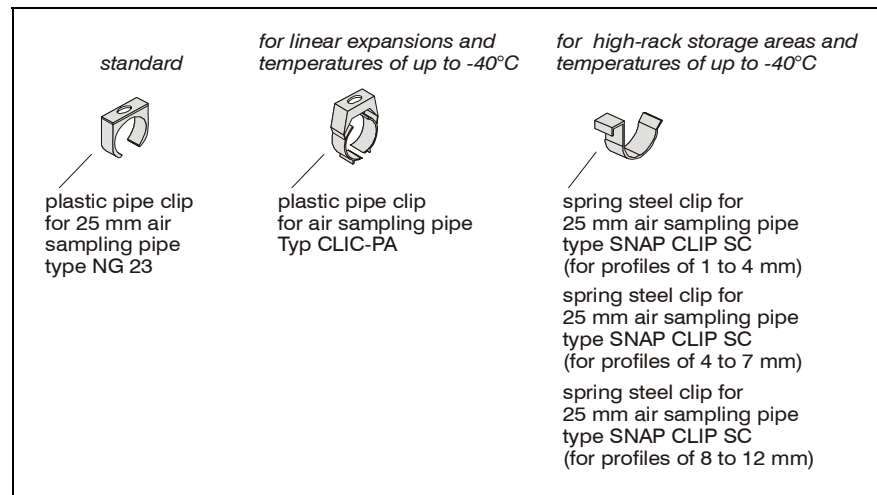 standard
for linear expansions and
temperatures of up to -40°C
for high-rack storage areas and
temperatures of up to -40°C
plastic pipe clip
for 25 mm air
sampling pipe
type NG 23
plastic pipe clip
for air sampling pipe
Typ CLIC-PA
spring steel clip for
25 mm air sampling pipe
type SNAP CLIP SC
(for profiles of 1 to 4 mm)
spring steel clip for
25 mm air sampling pipe
type SNAP CLIP SC
(for profiles of 4 to 7 mm)
spring steel clip for
25 mm air sampling pipe
type SNAP CLIP SC
(for profiles of 8 to 12 mm)